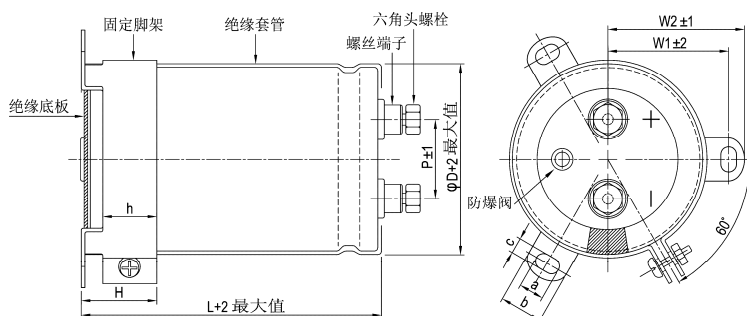 固定脚架
绝缘套管
六角头螺栓
螺丝端子
绝缘底板
P±1
φD+2 最大值
h
H
L+2 最大值
W2 ±1
W1 ±2
+
−
防爆阀
60°
c
a
b